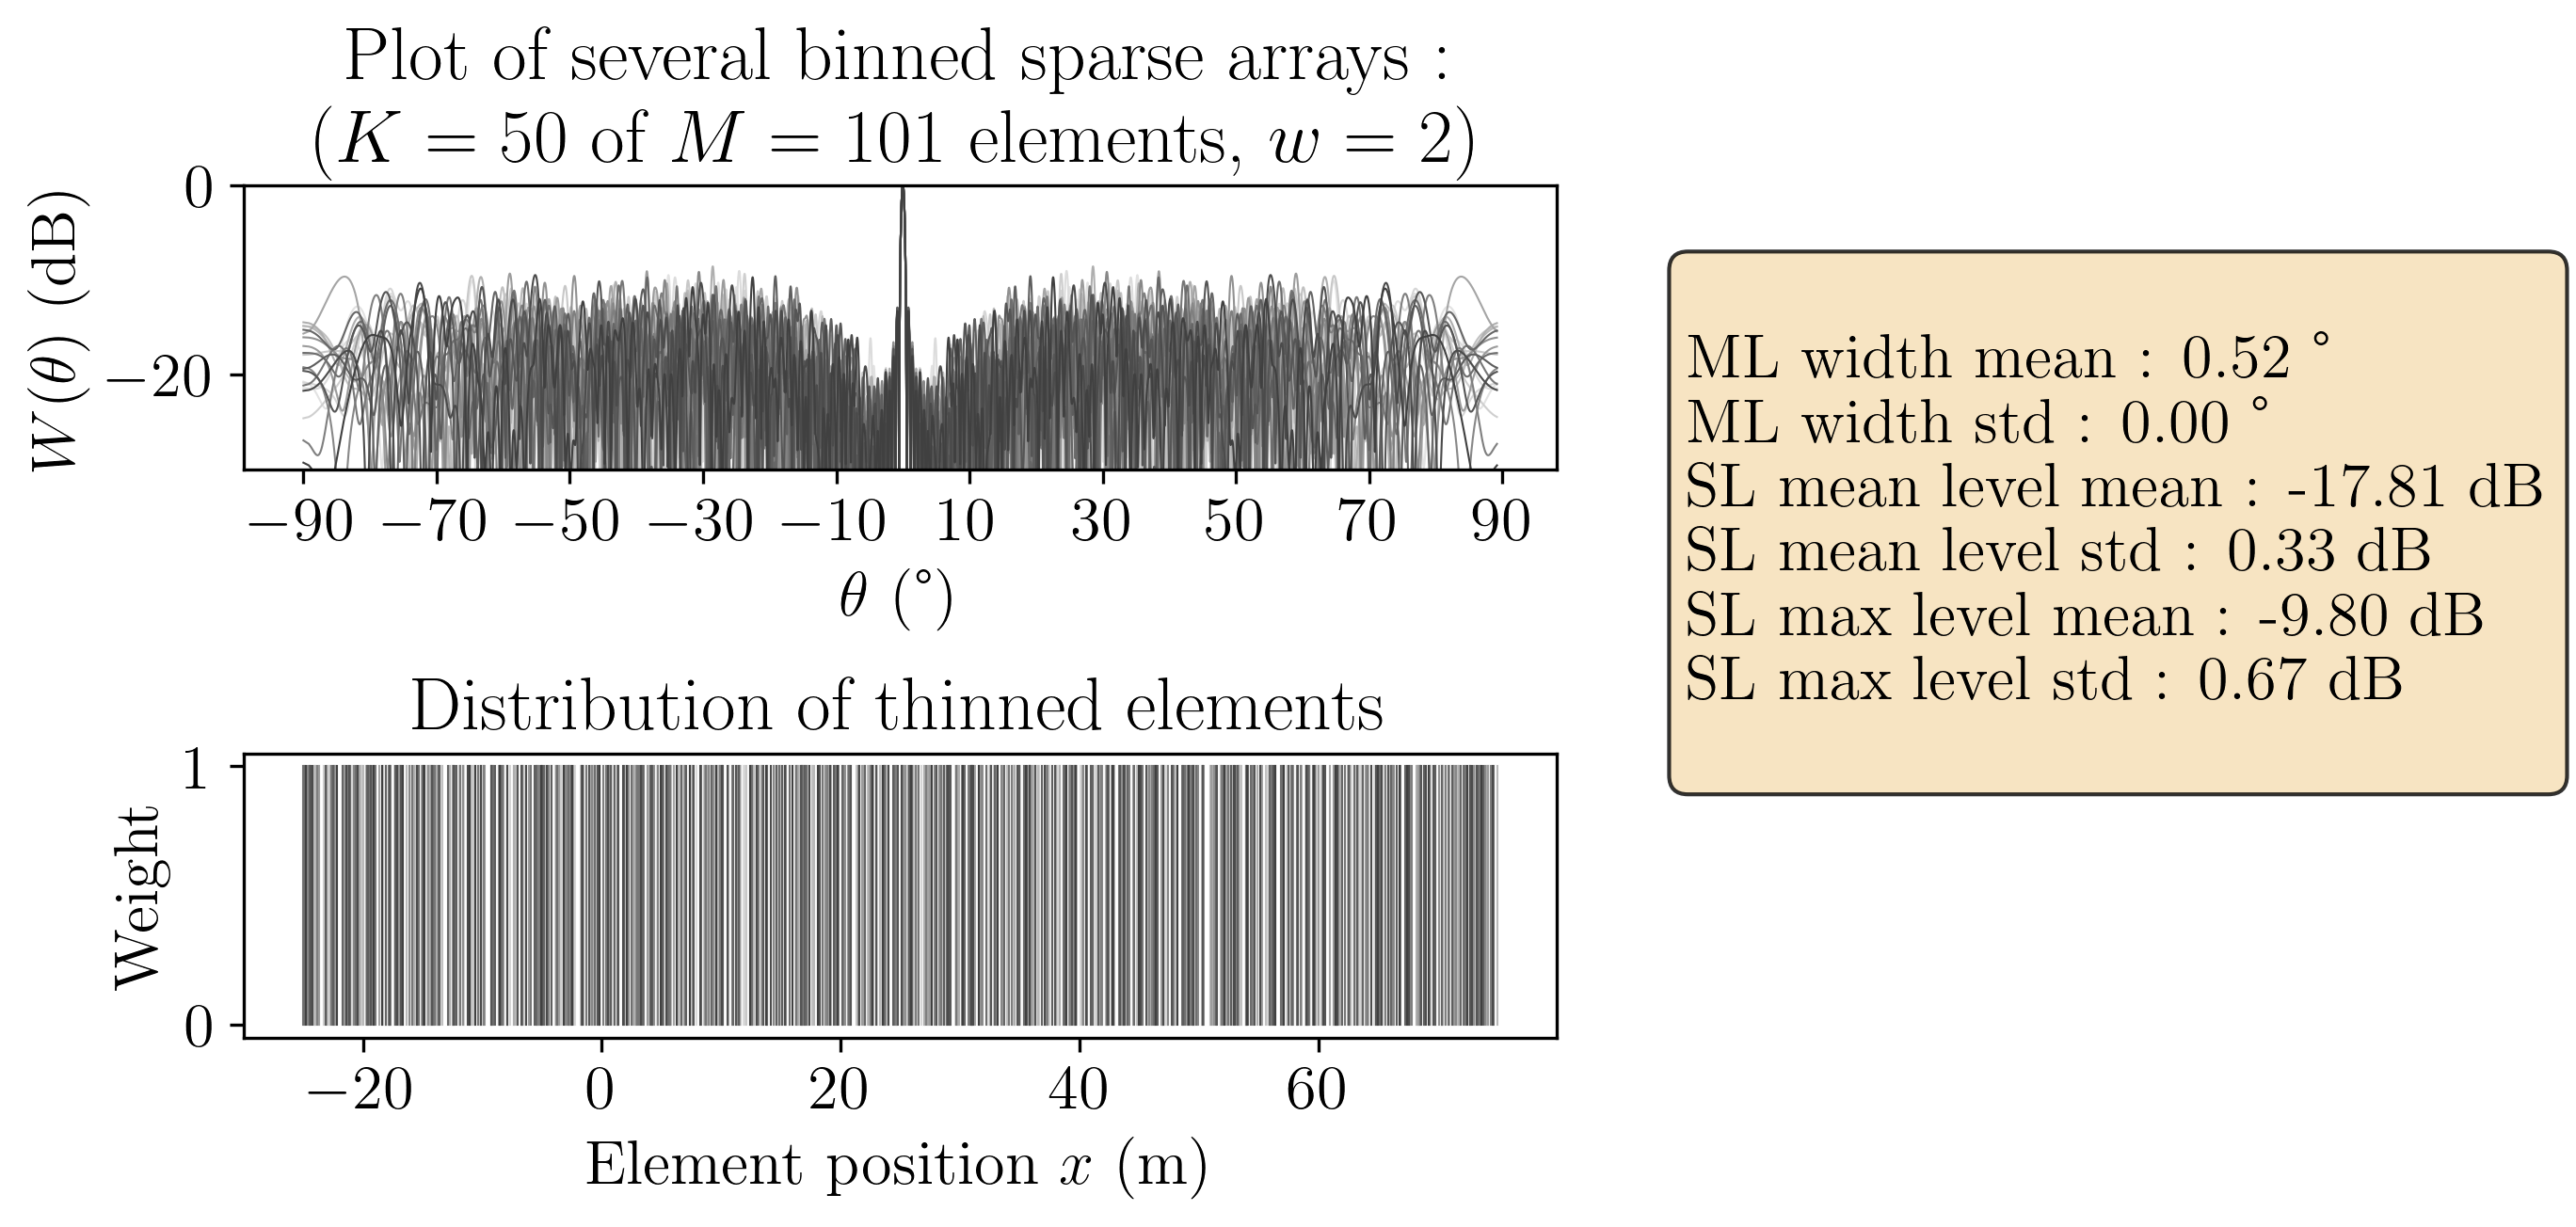 Plot of several binned sparse arrays :
(K = 50 of M = 101 elements, w = 2)
W(θ) (dB)
0
−20
−90 −70 −50 −30 −10 10 30 50 70 90
θ (°)
Distribution of thinned elements
Weight
1
0
−20 0 20 40 60
Element position x (m)
ML width mean : 0.52 °
ML width std : 0.00 °
SL mean level mean : -17.81 dB
SL mean level std : 0.33 dB
SL max level mean : -9.80 dB
SL max level std : 0.67 dB